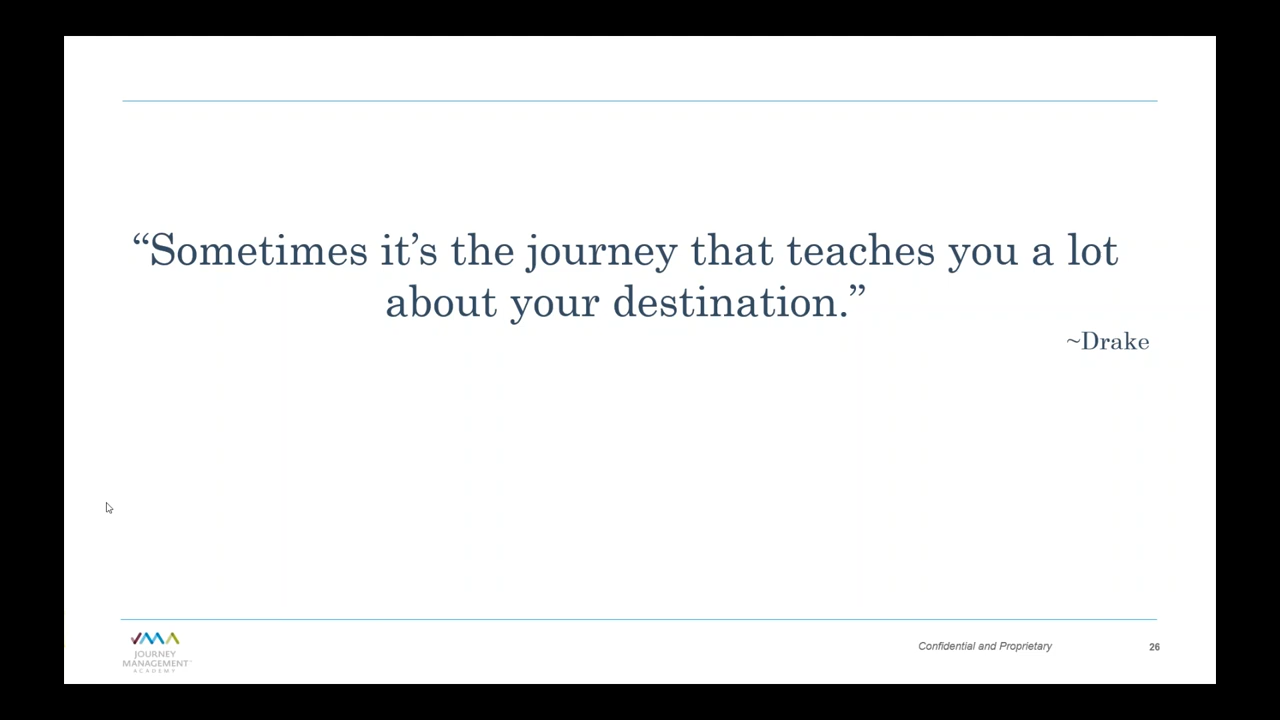 “Sometimes it’s the journey that teaches you a lot
about your destination.”
~Drake
JOURNEY
MANAGEMENT
ACADEMY
Confidential and Proprietary
26